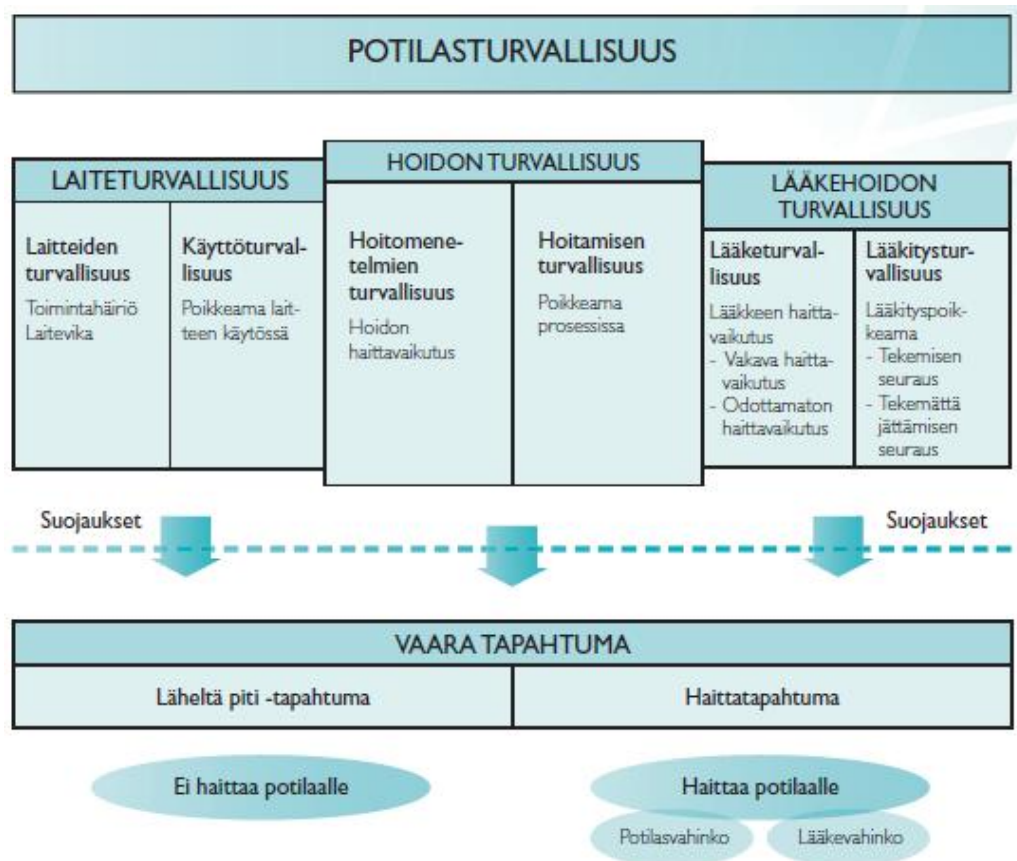 POTILASTURVALLISUUS
LAITETURVALLISUUS
Laitteiden
turvallisuus
Toimintahäiriö
Laitevika
Käyttöturval-
lisuus
Poikkeama lait-
teen käytössä
HOIDON TURVALLISUUS
Hoitomene-
telmien
turvallisuus
Hoidon
haittavaikutus
Hoitamisen
turvallisuus
Poikkeama
prosessissa
LÄÄKEHOIDON
TURVALLISUUS
Lääketurval-
lisuus
Lääkkeen haitta-
vaikutus
- Vakava haitta-
vaikutus
- Odottamaton
haittavaikutus
Lääkitystur-
vallisuus
Lääkityspoik-
keama
- Tekemisen
seuraus
- Tekemättä
jättämisen
seuraus
Suojaukset
Suojaukset
VAARA TAPAHTUMA
Läheltä piti -tapahtuma
Haittatapahtuma
Ei haittaa potilaalle
Haittaa potilaalle
Potilasvahinko
Lääkevahinko